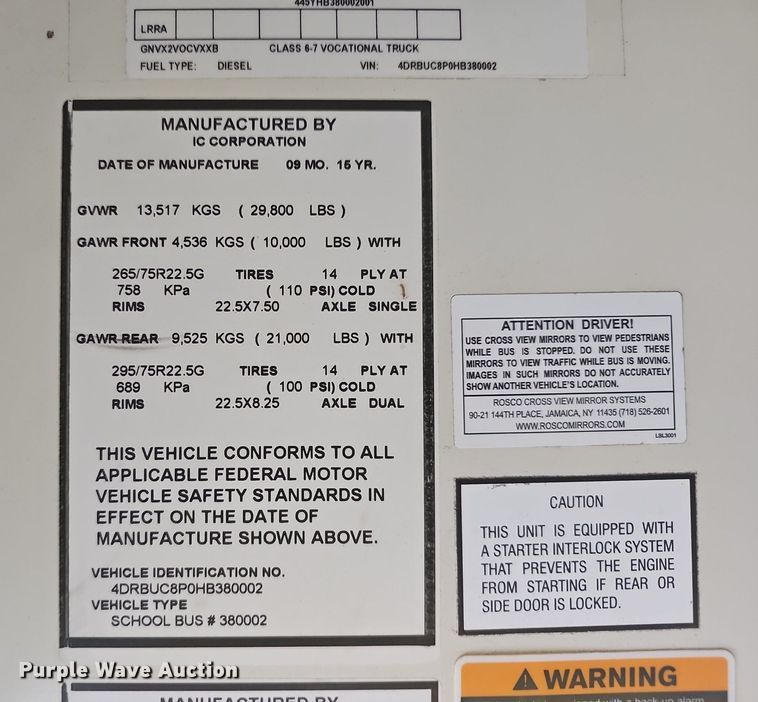 445YHB380002001
LRRA
GNVX2VOCVXXB CLASS 6-7 VOCATIONAL TRUCK
FUEL TYPE: DIESEL VIN: 4DRBUC8P0HB380002
MANUFACTURED BY
IC CORPORATION
DATE OF MANUFACTURE 09 MO. 15 YR.
GVWR 13,517 KGS ( 29,800 LBS )
GAWR FRONT 4,536 KGS ( 10,000 LBS ) WITH
265/75R22.5G TIRES 14 PLY AT
758 KPa ( 110 PSI) COLD
RIMS 22.5X7.50 AXLE SINGLE
GAWR REAR 9,525 KGS ( 21,000 LBS ) WITH
295/75R22.5G TIRES 14 PLY AT
689 KPa ( 100 PSI) COLD
RIMS 22.5X8.25 AXLE DUAL
THIS VEHICLE CONFORMS TO ALL
APPLICABLE FEDERAL MOTOR
VEHICLE SAFETY STANDARDS IN
EFFECT ON THE DATE OF
MANUFACTURE SHOWN ABOVE.
VEHICLE IDENTIFICATION NO.
4DRBUC8P0HB380002
VEHICLE TYPE
SCHOOL BUS # 380002
ATTENTION DRIVER!
USE CROSS VIEW MIRRORS TO VIEW PEDESTRIANS
WHILE BUS IS STOPPED. DO NOT USE THESE
MIRRORS TO VIEW TRAFFIC WHILE BUS IS MOVING.
IMAGES IN SUCH MIRRORS DO NOT ACCURATELY
SHOW ANOTHER VEHICLE'S LOCATION.
ROSCO CROSS VIEW MIRROR SYSTEMS
90-21 144TH PLACE, JAMAICA, NY 11435 (718) 526-2601
WWW.ROSCOMIRRORS.COM
LBL3001
CAUTION
THIS UNIT IS EQUIPPED WITH
A STARTER INTERLOCK SYSTEM
THAT PREVENTS THE ENGINE
FROM STARTING IF REAR OR
SIDE DOOR IS LOCKED.
WARNING
with a back-up alarm
MANUFACTURED BY
Purple Wave Auction